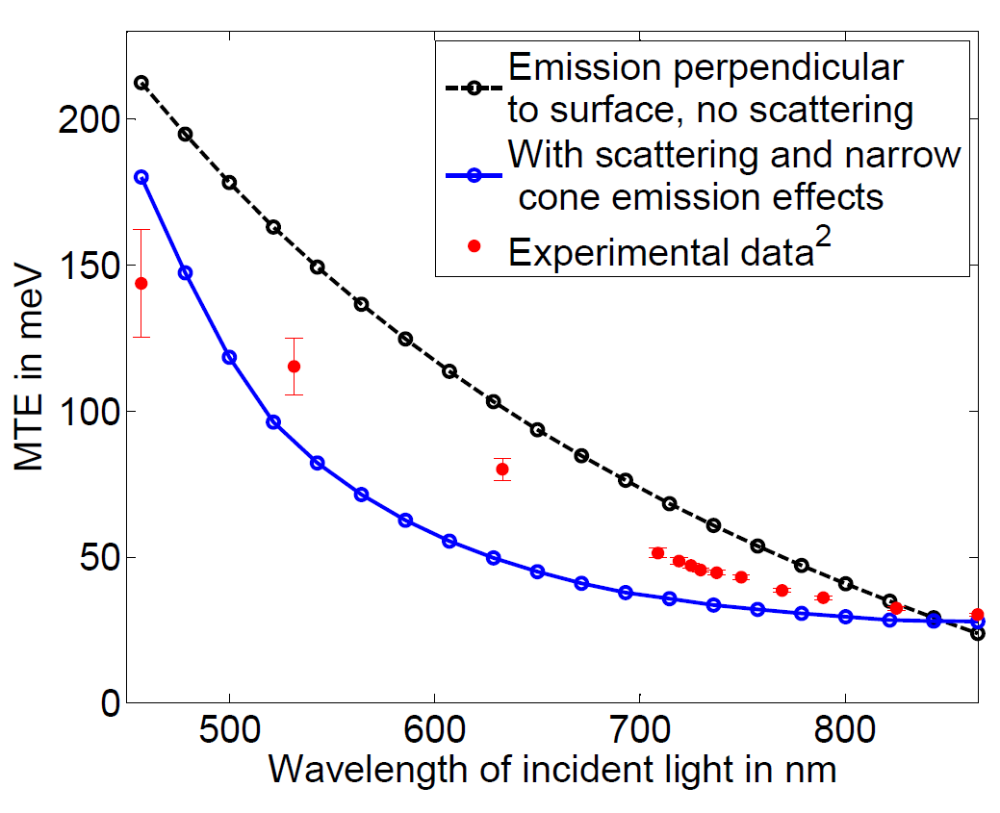 Emission perpendicular
to surface, no scattering
With scattering and narrow
cone emission effects
Experimental data²
MTE in meV
200
150
100
50
0
500 600 700 800
Wavelength of incident light in nm